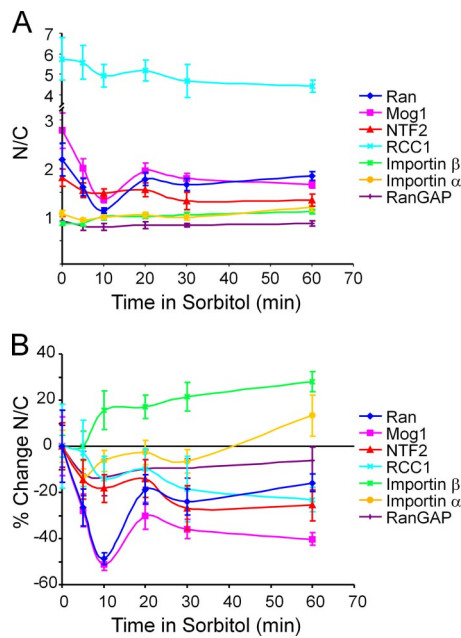 A
N/C
7
6
5
4
3
2
1
0 10 20 30 40 50 60 70
Time in Sorbitol (min)
Ran
Mog1
NTF2
RCC1
Importin β
Importin α
RanGAP
B
% Change N/C
40
20
0
-20
-40
-60
0 10 20 30 40 50 60 70
Time in Sorbitol (min)
Ran
Mog1
NTF2
RCC1
Importin β
Importin α
RanGAP